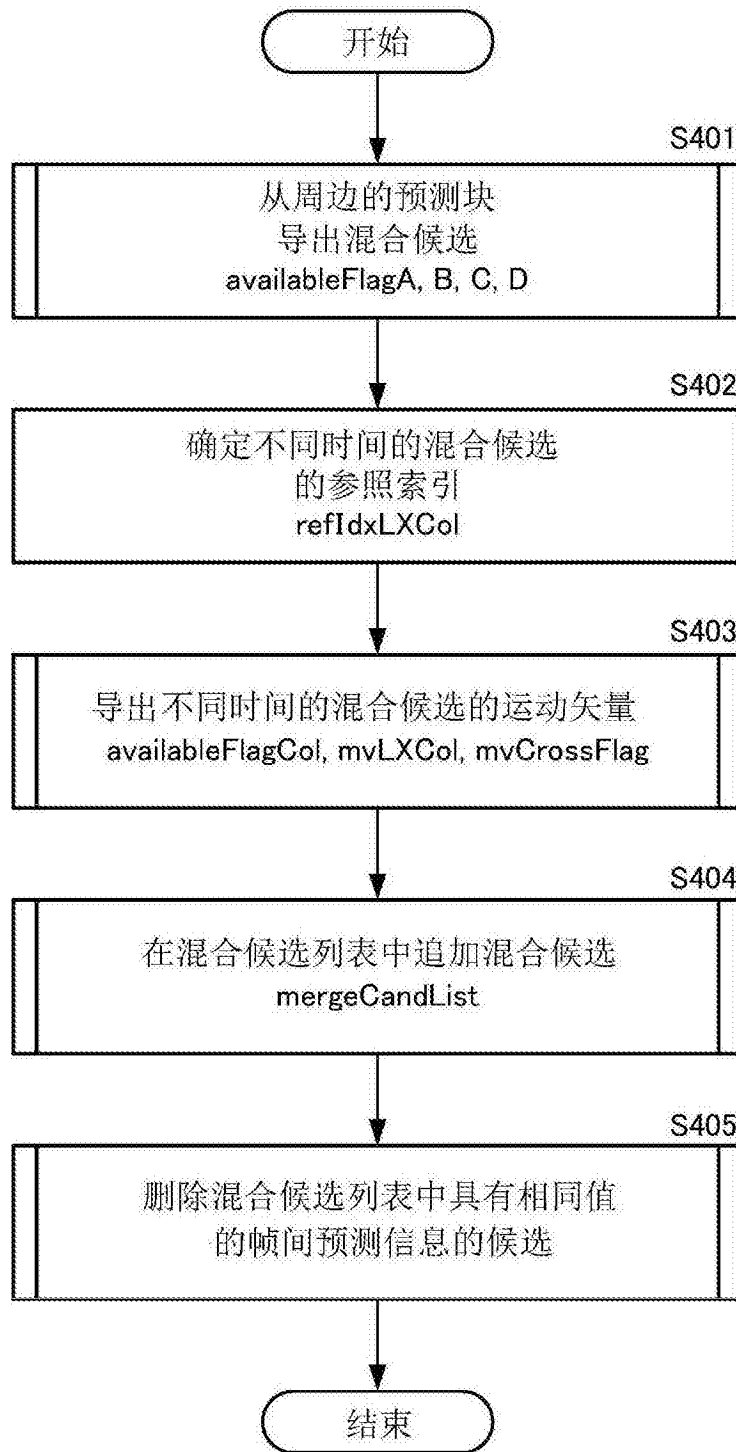 开始
S401
从周边的预测块
导出混合候选
availableFlagA, B, C, D
S402
确定不同时间的混合候选
的参照索引
refIdxLXCol
S403
导出不同时间的混合候选的运动矢量
availableFlagCol, mvLXCol, mvCrossFlag
S404
在混合候选列表中追加混合候选
mergeCandList
S405
删除混合候选列表中具有相同值
的帧间预测信息的候选
结束